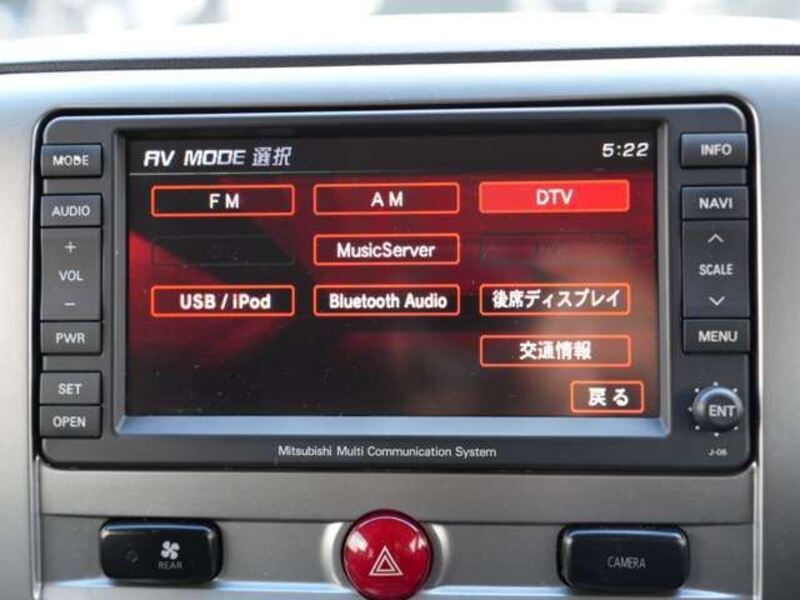 MODE
AUDIO
+
VOL
−
PWR
SET
OPEN
AV MODE 選択
5:22
FM
AM
DTV
MusicServer
USB / iPod
Bluetooth Audio
後席ディスプレイ
交通情報
戻る
INFO
NAVI
SCALE
MENU
ENT
J-06
Mitsubishi Multi Communication System
REAR
CAMERA